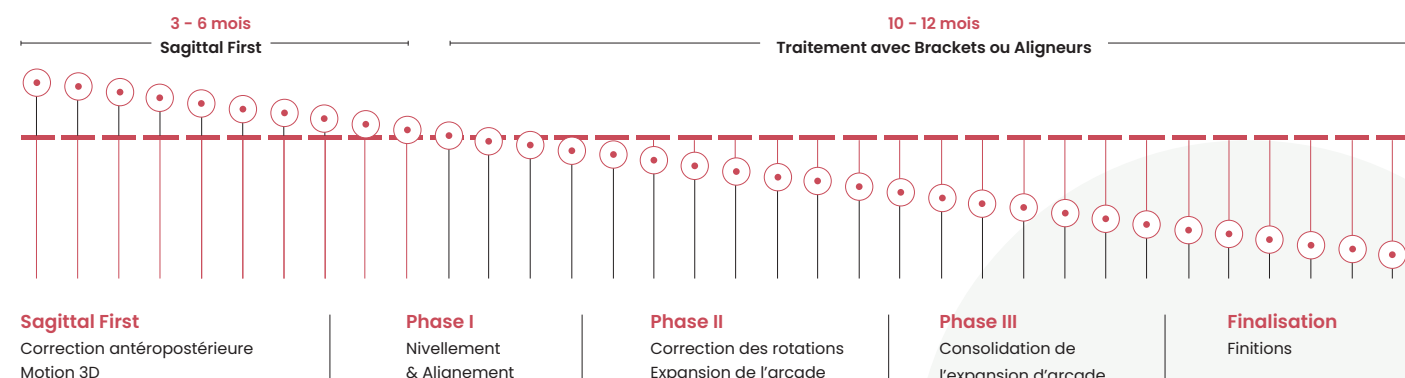 3 - 6 mois
Sagittal First
10 - 12 mois
Traitement avec Brackets ou Aligneurs
Sagittal First
Correction antéropostérieure
Motion 3D
Phase I
Nivellement
& Alignement
Phase II
Correction des rotations
Expansion de l'arcade
Phase III
Consolidation de
l'expansion d'arcade
Finalisation
Finitions